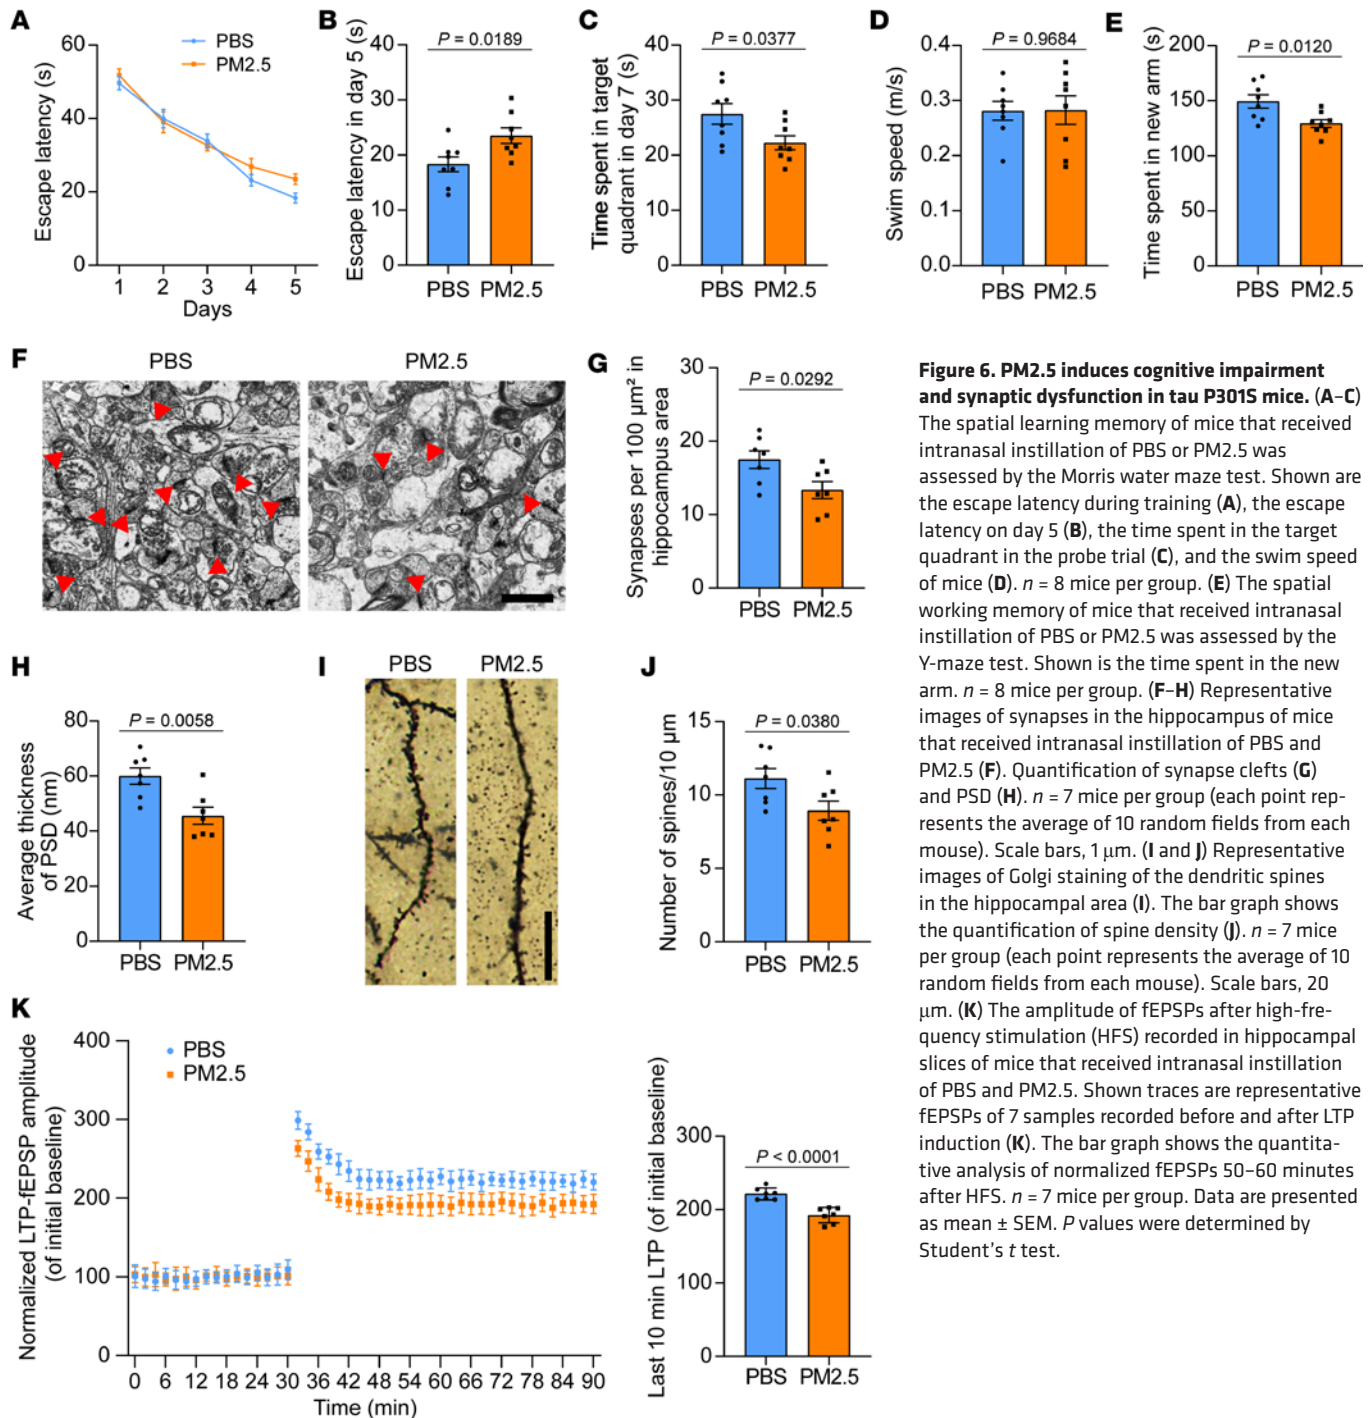 A
Escape latency (s)
60
40
20
0
PBS
PM2.5
1 2 3 4 5
Days
B
Escape latency in day 5 (s)
P = 0.0189
40
30
20
10
0
PBS PM2.5
C
Time spent in target
quadrant in day 7 (s)
P = 0.0377
40
30
20
10
0
PBS PM2.5
D
Swim speed (m/s)
P = 0.9684
0.4
0.3
0.2
0.1
0.0
PBS PM2.5
E
Time spent in new arm (s)
200
P = 0.0120
150
100
50
0
PBS PM2.5
F
PBS PM2.5
G
Synapses per 100 µm² in
hippocampus area
30
P = 0.0292
20
10
0
PBS PM2.5
H
Average thickness
of PSD (nm)
P = 0.0058
80
60
40
20
0
PBS PM2.5
I
PBS PM2.5
J
Number of spines/10 µm
15
P = 0.0380
10
5
0
PBS PM2.5
K
Normalized LTP-fEPSP amplitude
(of initial baseline)
400
300
200
100
0
PBS
PM2.5
0 6 12 18 24 30 36 42 48 54 60 66 72 78 84 90
Time (min)
Last 10 min LTP (of initial baseline)
300
P < 0.0001
200
100
0
PBS PM2.5
Figure 6. PM2.5 induces cognitive impairment
and synaptic dysfunction in tau P301S mice. (A–C)
The spatial learning memory of mice that received
intranasal instillation of PBS or PM2.5 was
assessed by the Morris water maze test. Shown are
the escape latency during training (A), the escape
latency on day 5 (B), the time spent in the target
quadrant in the probe trial (C), and the swim speed
of mice (D). n = 8 mice per group. (E) The spatial
working memory of mice that received intranasal
instillation of PBS or PM2.5 was assessed by the
Y-maze test. Shown is the time spent in the new
arm. n = 8 mice per group. (F–H) Representative
images of synapses in the hippocampus of mice
that received intranasal instillation of PBS and
PM2.5 (F). Quantification of synapse clefts (G)
and PSD (H). n = 7 mice per group (each point rep-
resents the average of 10 random fields from each
mouse). Scale bars, 1 µm. (I and J) Representative
images of Golgi staining of the dendritic spines
in the hippocampal area (I). The bar graph shows
the quantification of spine density (J). n = 7 mice
per group (each point represents the average of 10
random fields from each mouse). Scale bars, 20
µm. (K) The amplitude of fEPSPs after high-fre-
quency stimulation (HFS) recorded in hippocampal
slices of mice that received intranasal instillation
of PBS and PM2.5. Shown traces are representative
fEPSPs of 7 samples recorded before and after LTP
induction (K). The bar graph shows the quantita-
tive analysis of normalized fEPSPs 50–60 minutes
after HFS. n = 7 mice per group. Data are presented
as mean ± SEM. P values were determined by
Student's t test.